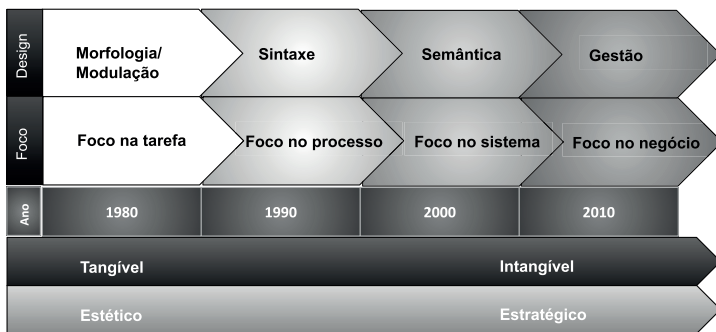 Design
Morfologia/
Modulação
Sintaxe
Semântica
Gestão
Foco
Foco na tarefa
Foco no processo
Foco no sistema
Foco no negócio
Ano
1980
1990
2000
2010
Tangível
Intangível
Estético
Estratégico